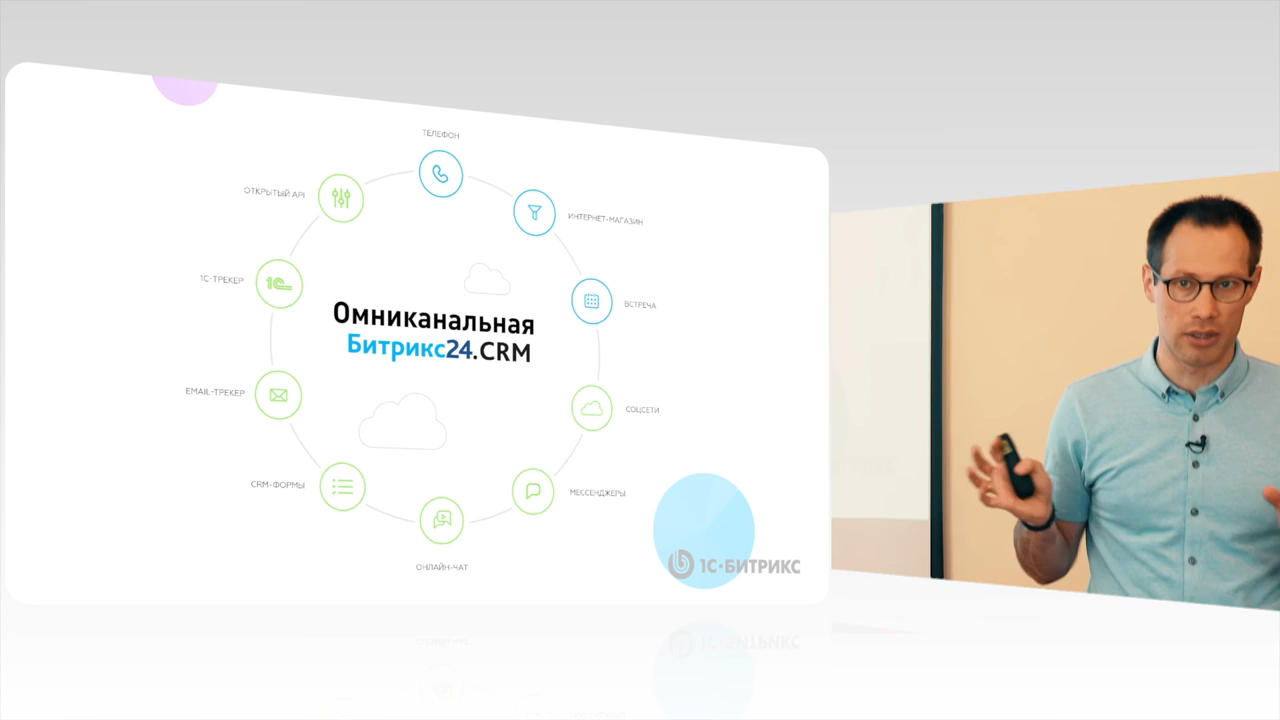 ТЕЛЕФОН
ОТКРЫТЫЙ API
ИНТЕРНЕТ-МАГАЗИН
1С-ТРЕКЕР
ВСТРЕЧА
Омниканальная
Битрикс24.CRM
EMAIL-ТРЕКЕР
СОЦСЕТИ
CRM-ФОРМЫ
МЕССЕНДЖЕРЫ
ОНЛАЙН-ЧАТ
1С·БИТРИКС